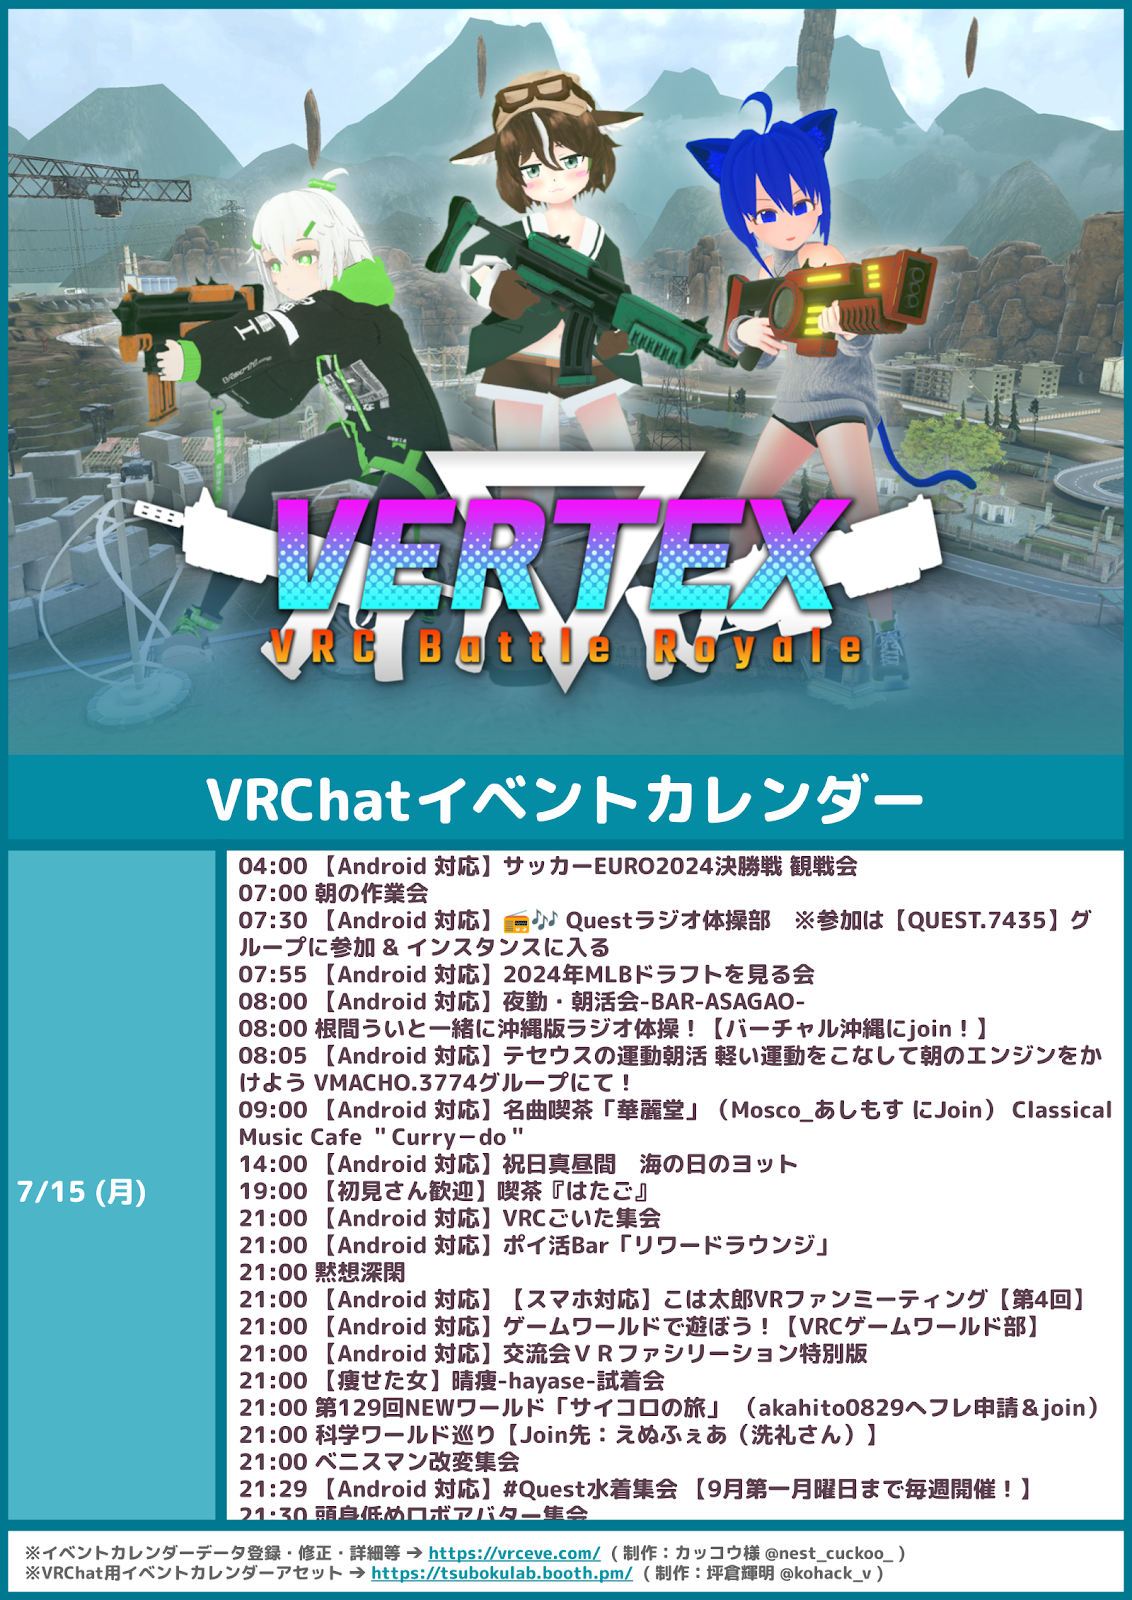 VERTEX
VRC Battle Royale
VRChatイベントカレンダー
7/15 (月)
04:00 【Android 対応】サッカーEURO2024決勝戦 観戦会
07:00 朝の作業会
07:30 【Android 対応】📻🎶 Questラジオ体操部　※参加は【QUEST.7435】グ
ループに参加 & インスタンスに入る
07:55 【Android 対応】2024年MLBドラフトを見る会
08:00 【Android 対応】夜勤・朝活会-BAR-ASAGAO-
08:00 根間ういと一緒に沖縄版ラジオ体操！【バーチャル沖縄にjoin！】
08:05 【Android 対応】テセウスの運動朝活 軽い運動をこなして朝のエンジンをか
けよう VMACHO.3774グループにて！
09:00 【Android 対応】名曲喫茶「華麗堂」（Mosco_あしもす にJoin） Classical
Music Cafe ＂Curry－do＂
14:00 【Android 対応】祝日真昼間　海の日のヨット
19:00 【初見さん歓迎】喫茶『はたご』
21:00 【Android 対応】VRCごいた集会
21:00 【Android 対応】ポイ活Bar「リワードラウンジ」
21:00 黙想深閑
21:00 【Android 対応】【スマホ対応】こは太郎VRファンミーティング【第4回】
21:00 【Android 対応】ゲームワールドで遊ぼう！【VRCゲームワールド部】
21:00 【Android 対応】交流会ＶＲファシリーション特別版
21:00 【痩せた女】晴痩-hayase-試着会
21:00 第129回NEWワールド「サイコロの旅」 （akahito0829へフレ申請＆join）
21:00 科学ワールド巡り【Join先：えぬふぇあ（洗礼さん）】
21:00 ベニスマン改変集会
21:29 【Android 対応】#Quest水着集会 【9月第一月曜日まで毎週開催！】
21:30 頭身低めロボアバター集会
※イベントカレンダーデータ登録・修正・詳細等 → https://vrceve.com/ ( 制作：カッコウ様 @nest_cuckoo_ )
※VRChat用イベントカレンダーアセット → https://tsubokulab.booth.pm/ ( 制作：坪倉輝明 @kohack_v )